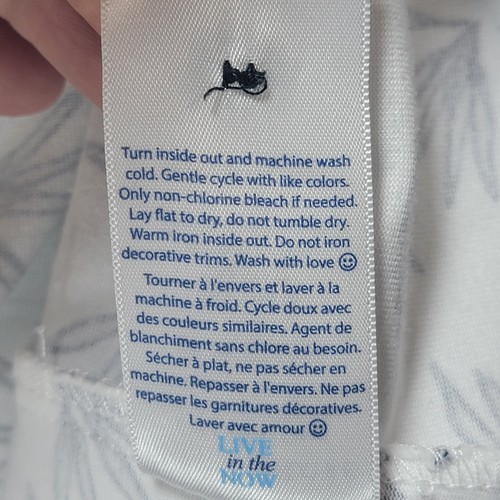 Turn inside out and machine wash
cold. Gentle cycle with like colors.
Only non-chlorine bleach if needed.
Lay flat to dry, do not tumble dry.
Warm iron inside out. Do not iron
decorative trims. Wash with love ☺
Tourner à l'envers et laver à la
machine à froid. Cycle doux avec
des couleurs similaires. Agent de
blanchiment sans chlore au besoin.
Sécher à plat, ne pas sécher en
machine. Repasser à l'envers. Ne pas
repasser les garnitures décoratives.
Laver avec amour ☺
LIVE
in the
NOW